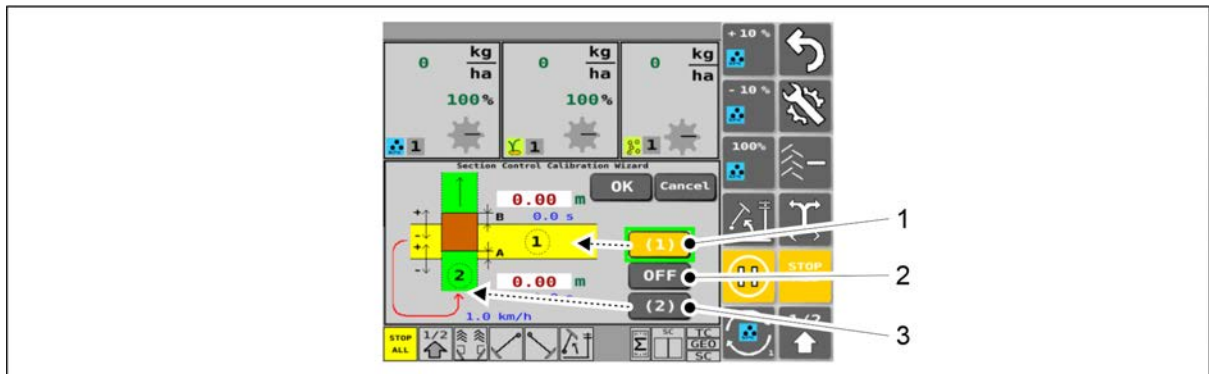 + 10 %
0 kg/ha 0 kg/ha 0 kg/ha
100% 100%
- 10 %
1 1 1
100%
Section Control Calibration Wizard
OK Cancel
0.00 m
+
B 0.0 s
-
1 (1) 1
+
A
-
OFF 2
2
0.00 m
STOP
(2) 3
1.0 km/h
1/2
STOP ALL 1/2 Σ SC TC
GEO
SC
1